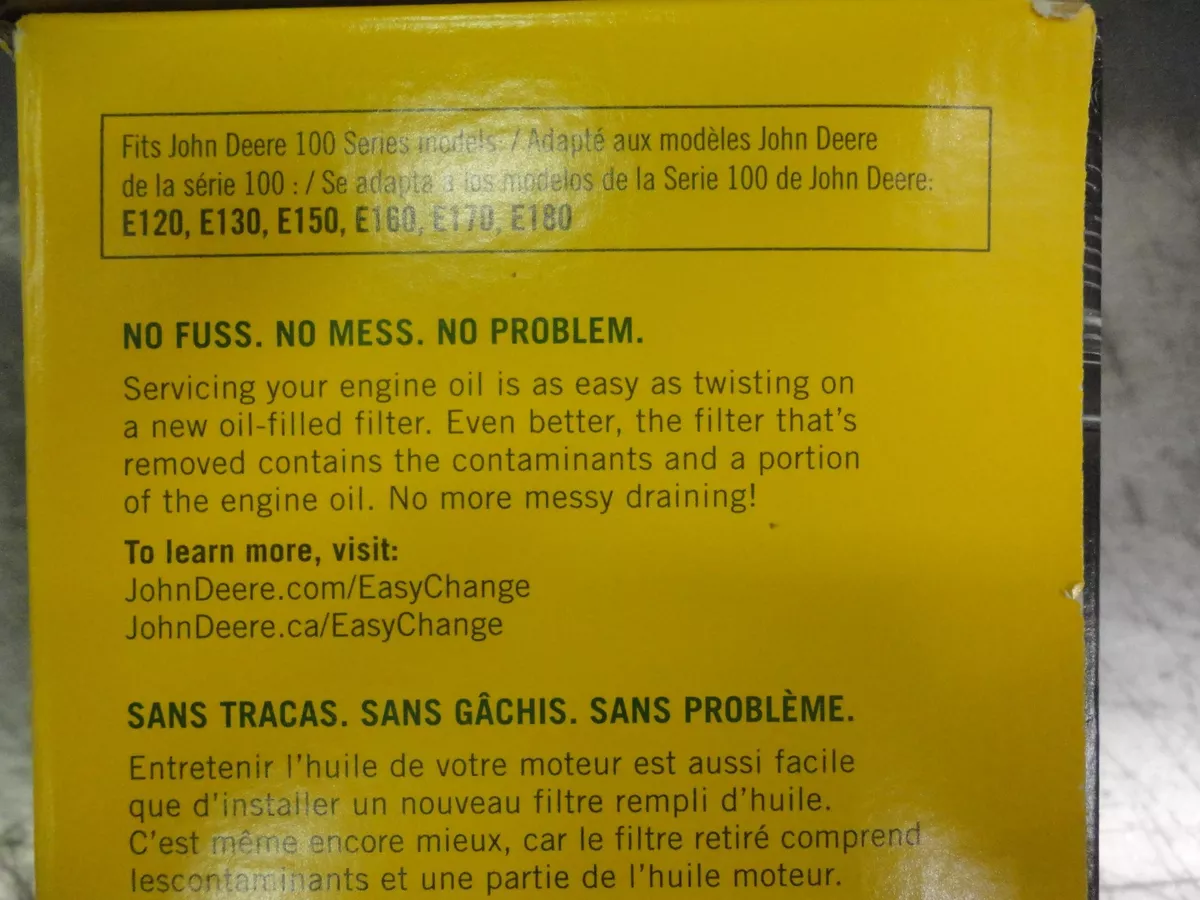 Fits John Deere 100 Series models: / Adapté aux modèles John Deere
de la série 100 : / Se adapta a los modelos de la Serie 100 de John Deere:
E120, E130, E150, E160, E170, E180
NO FUSS. NO MESS. NO PROBLEM.
Servicing your engine oil is as easy as twisting on
a new oil-filled filter. Even better, the filter that's
removed contains the contaminants and a portion
of the engine oil. No more messy draining!
To learn more, visit:
JohnDeere.com/EasyChange
JohnDeere.ca/EasyChange
SANS TRACAS. SANS GÂCHIS. SANS PROBLÈME.
Entretenir l'huile de votre moteur est aussi facile
que d'installer un nouveau filtre rempli d'huile.
C'est même encore mieux, car le filtre retiré comprend
lescontaminants et une partie de l'huile moteur.